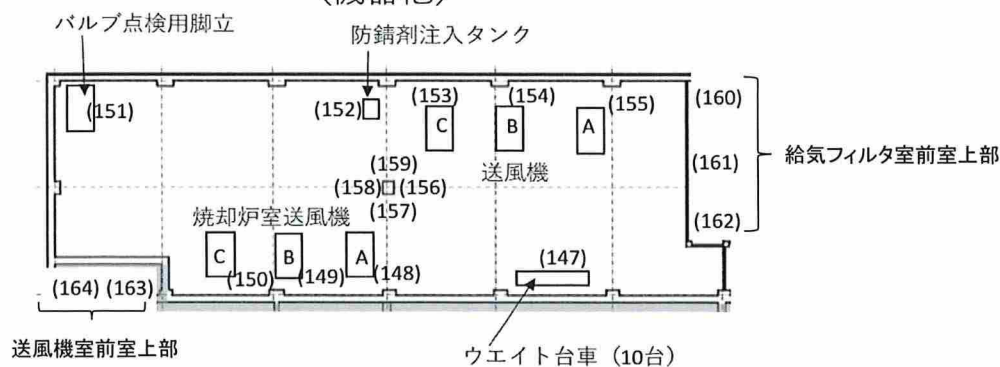 (機器他)
バルブ点検用脚立
防錆剤注入タンク
(151)
(152)
(153)
(154)
(155)
(160)
C
B
A
(161)
給気フィルタ室前室上部
(159)
送風機
(158)
(156)
(157)
(162)
焼却炉室送風機
C
B
A
(150)
(149)
(148)
(147)
(164) (163)
送風機室前室上部
ウエイト台車（10台）